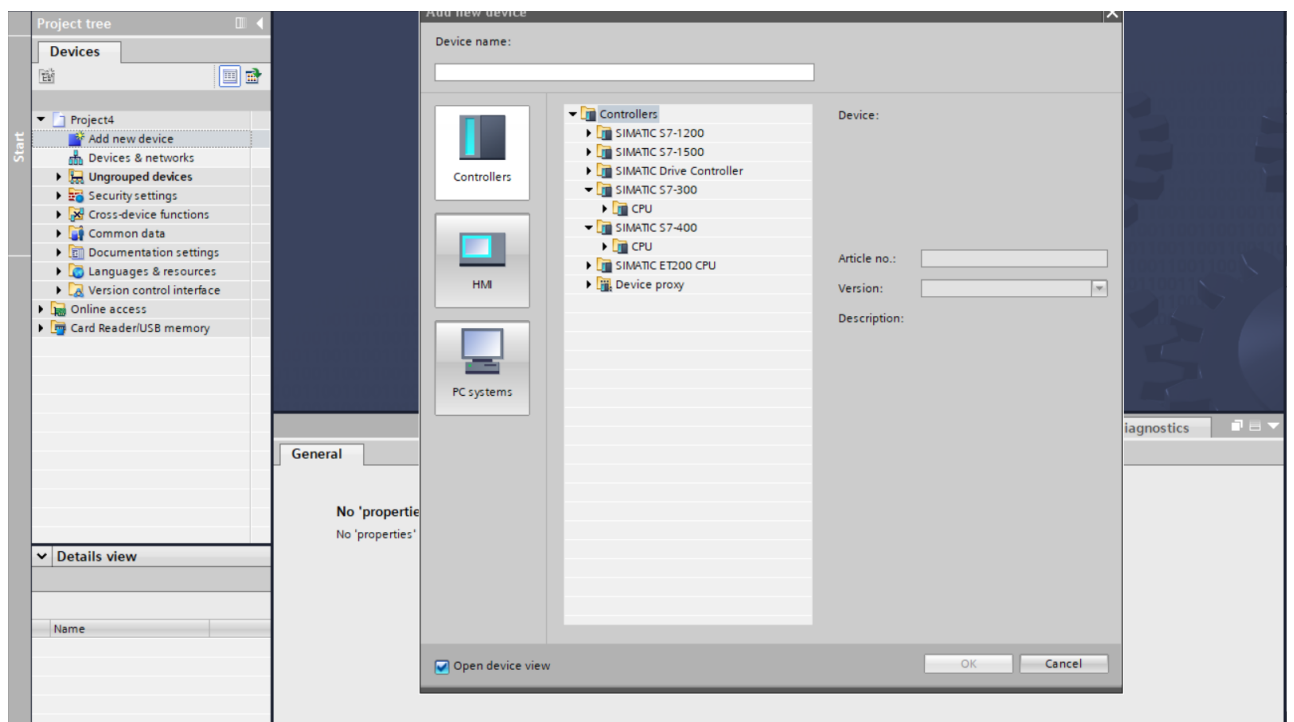 Project tree
Devices
Start
Project4
Add new device
Devices & networks
Ungrouped devices
Security settings
Cross-device functions
Common data
Documentation settings
Languages & resources
Version control interface
Online access
Card Reader/USB memory
Details view
Name
Add new device
Device name:
Controllers
HMI
PC systems
Controllers
SIMATIC S7-1200
SIMATIC S7-1500
SIMATIC Drive Controller
SIMATIC S7-300
CPU
SIMATIC S7-400
CPU
SIMATIC ET200 CPU
Device proxy
Device:
Article no.:
Version:
Description:
Open device view
OK
Cancel
General
No 'propertie
No 'properties'
iagnostics